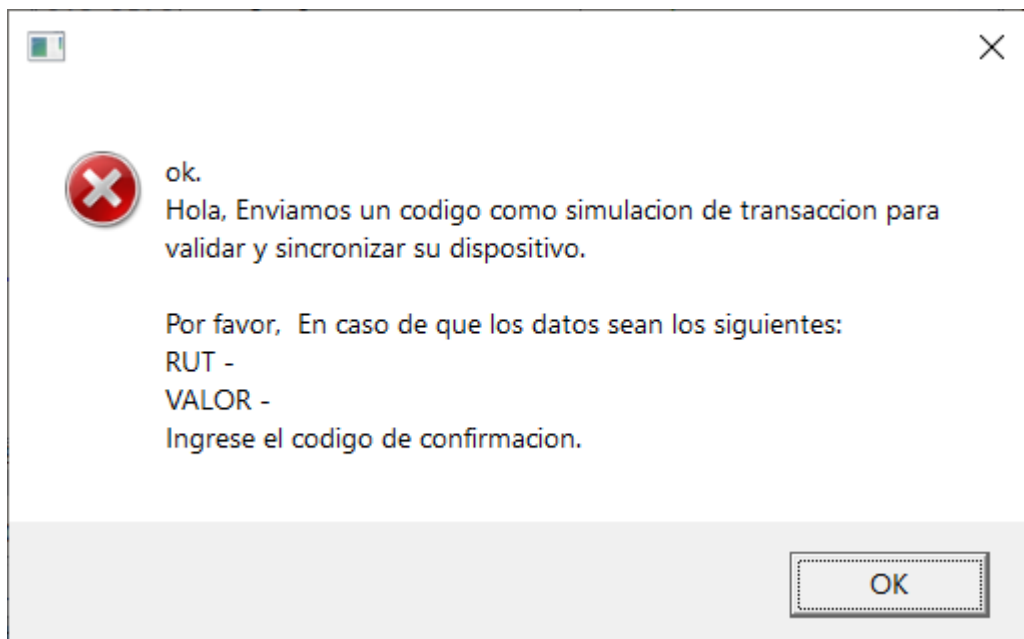 ok.
Hola, Enviamos un codigo como simulacion de transaccion para
validar y sincronizar su dispositivo.
Por favor,  En caso de que los datos sean los siguientes:
RUT -
VALOR -
Ingrese el codigo de confirmacion.
OK